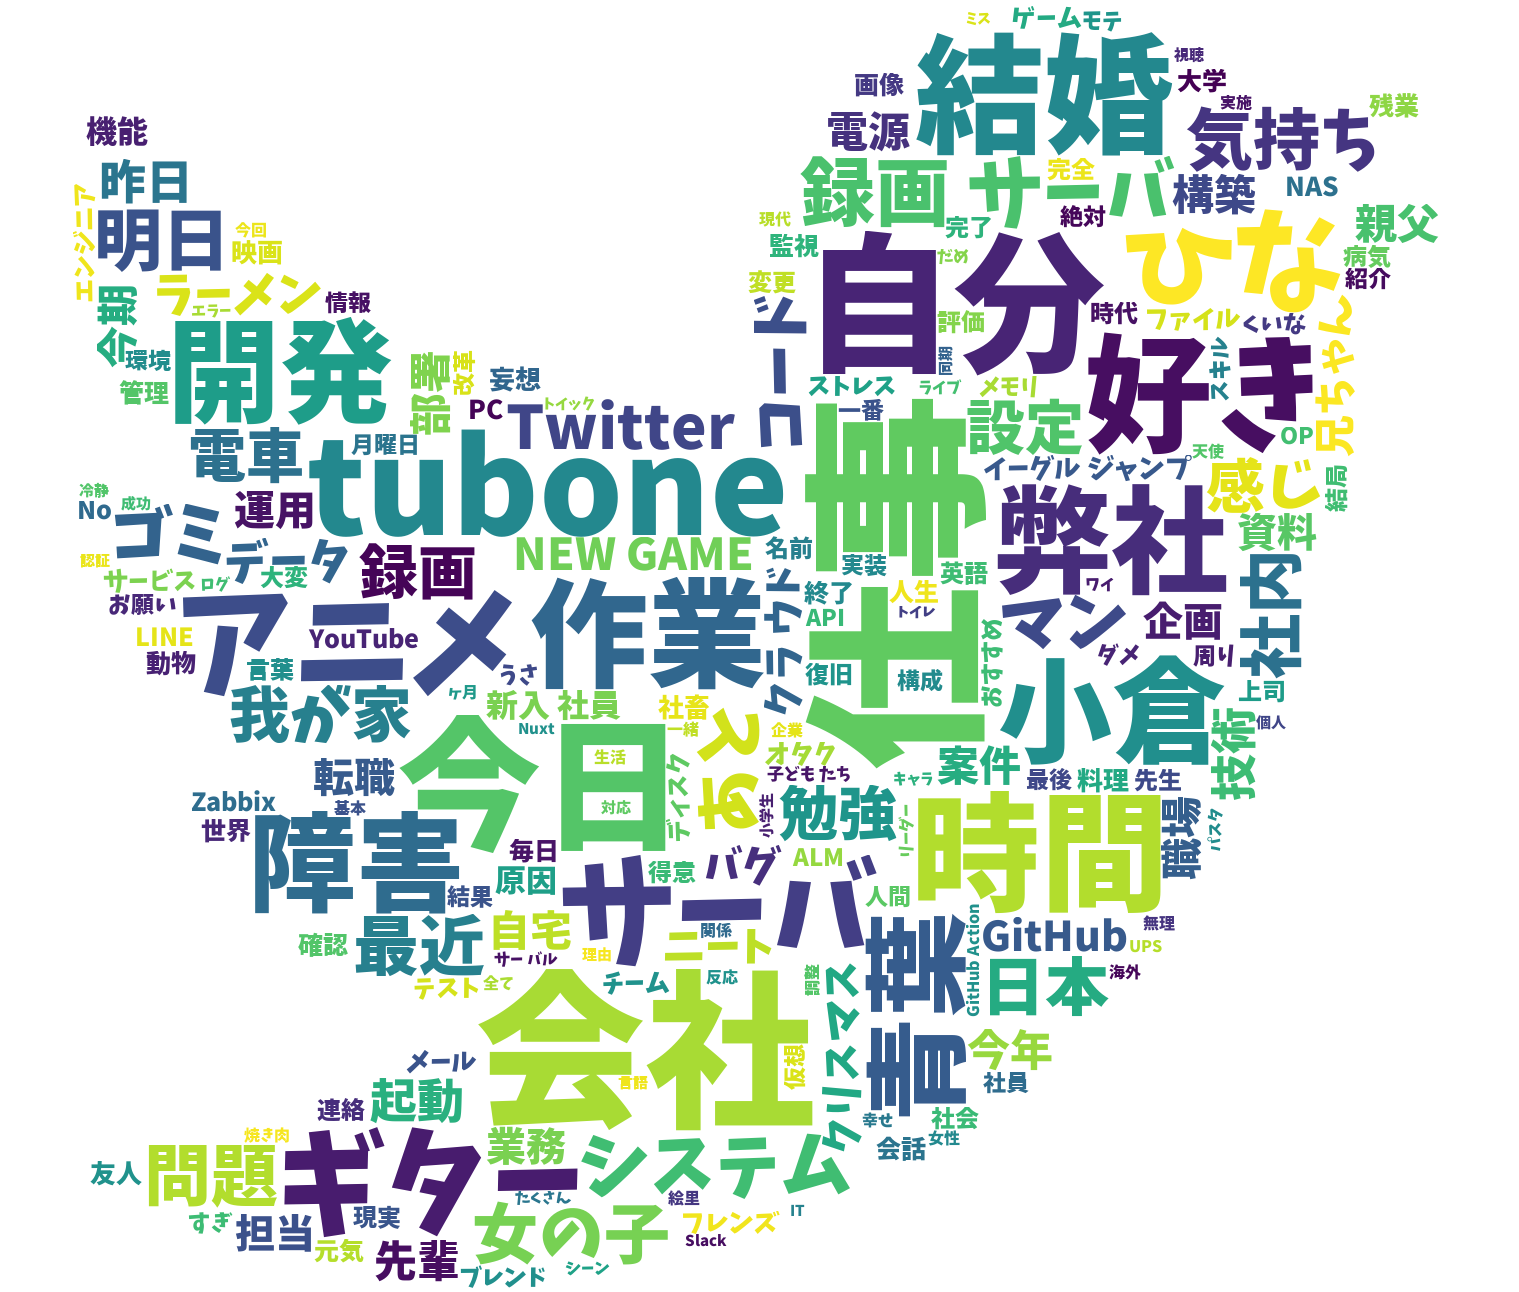 ミス
ゲーム
モテ
結婚
視聴
画像
大学
実施
残業
機能
電源
気持ち
昨日
録画
サーバ
完全
構築
NAS
エンジニア
明日
今回
映画
現代
完了
絶対
ひな
親父
監視
自分
だめ
病気
ラーメン
エラー
情報
変更
紹介
今期
開発
コード
評価
時代
ファイル
くいな
兄ちゃん
環境
管理
部署
改革
妄想
同期
好き
スキル
ストレス
ライブ
メモリ
PC
Twitter
トイック
一番
設定
OP
電車
月曜日
tubone
仕事
イーグル
ジャンプ
天使
感じ
結局
冷静
No
成功
ゴミ
運用
弊社
資料
データ
録画
NEW GAME
名前
実装
英語
社内
認証
サービス
ログ
大変
クラウド
終了
人生
ワイ
お願い
アニメ
作業
API
トイレ
マン
企画
LINE
YouTube
おすすめ
ダメ
周り
動物
言葉
うさ
復旧
構成
小倉
上司
我が家
ヶ月
新入
社員
社畜
技術
個人
Nuxt
今日
一緒
とす
企業
転職
生活
ディスク
オタク
案件
子どもたち
キャラ
最後
料理
先生
Zabbix
基本
対応
小学生
勉強
時間
職場
パスタ
世界
障害
毎日
バグ
ALM
リーダー
結果
原因
サーバ
得意
人間
最近
自宅
関係
青葉
GitHub
無理
確認
サーバル
理由
ニート
UPS
GitHub Action
日本
海外
テスト
全て
チーム
反応
調整
クリスマス
会社
今年
メール
言語
仮想
社員
起動
連絡
幸せ
社会
焼き肉
ギター
業務
システム
会話
女性
友人
問題
たくさん
絵里
すぎ
担当
現実
女の子
フレンズ
IT
元気
先輩
Slack
ブレンド
シーン